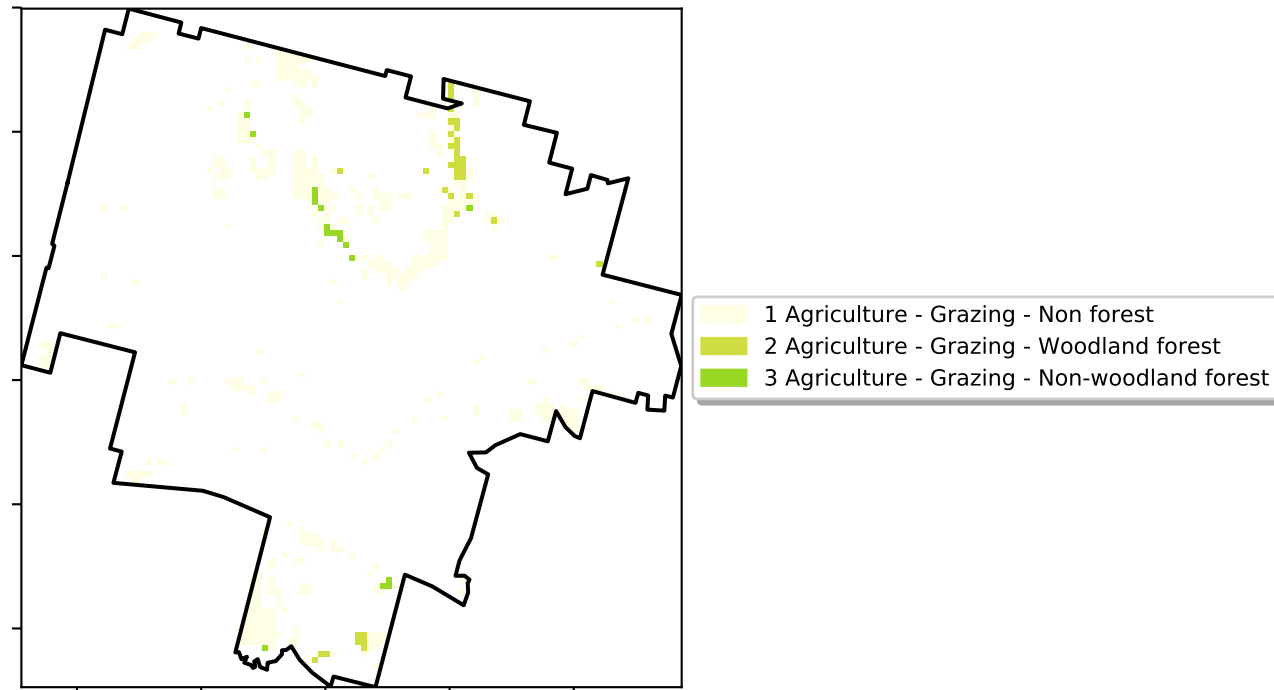 1 Agriculture - Grazing - Non forest
2 Agriculture - Grazing - Woodland forest
3 Agriculture - Grazing - Non-woodland forest